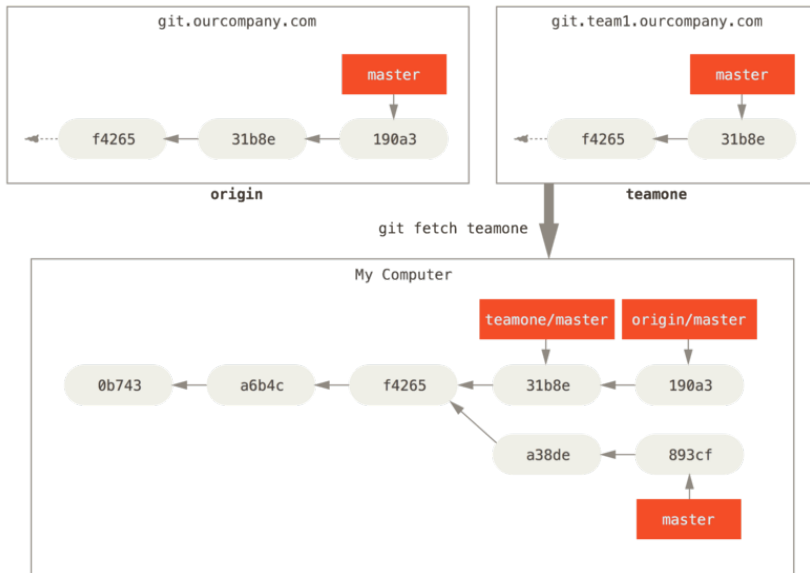 git.ourcompany.com
master
f4265
31b8e
190a3
origin
git.team1.ourcompany.com
master
f4265
31b8e
teamone
git fetch teamone
My Computer
teamone/master
origin/master
0b743
a6b4c
f4265
31b8e
190a3
a38de
893cf
master